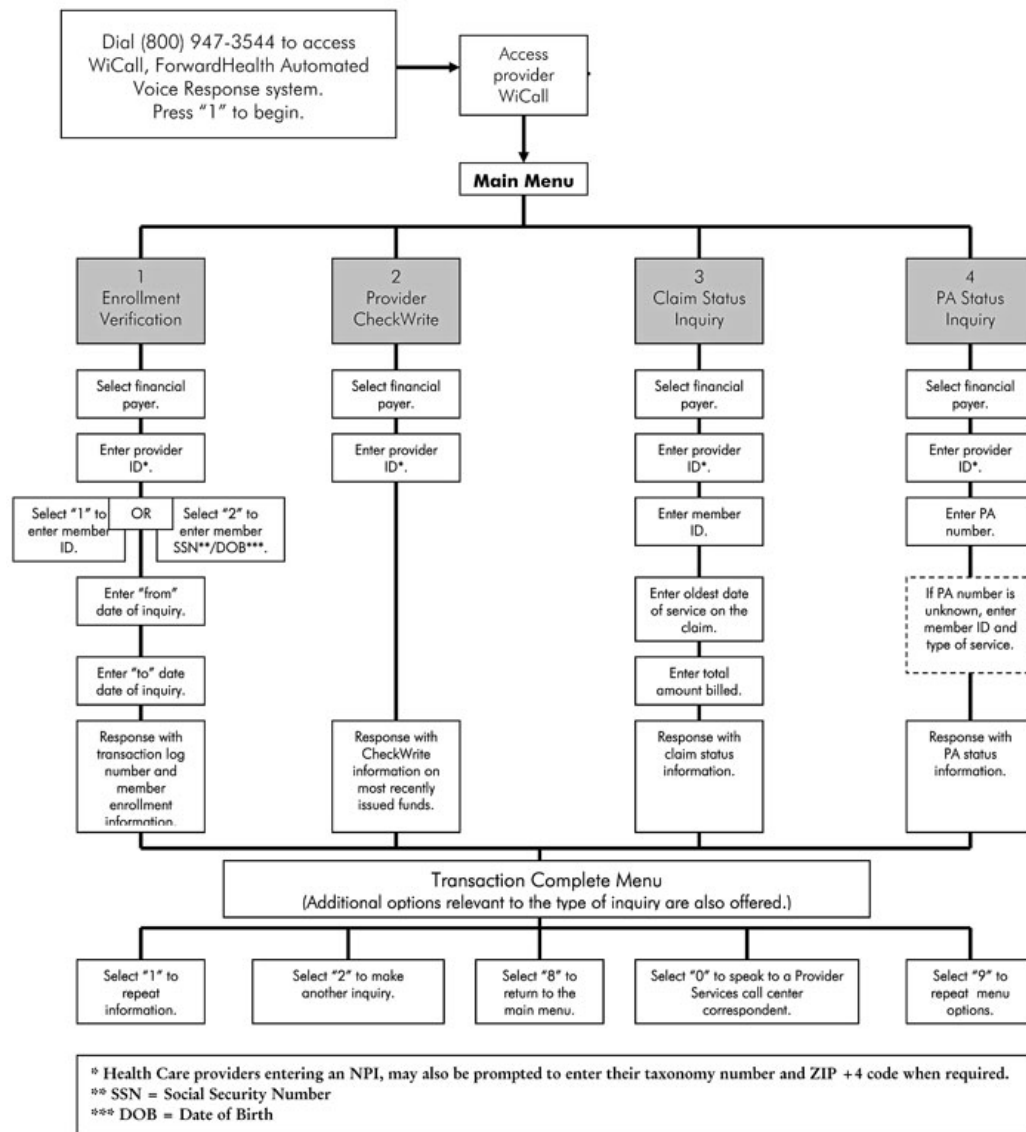 Dial (800) 947-3544 to access
WiCall, ForwardHealth Automated
Voice Response system.
Press “1” to begin.
Access
provider
WiCall
Main Menu
1
Enrollment
Verification
Select financial
payer.
Enter provider
ID*.
Select “1” to
enter member
ID.
OR
Select “2” to
enter member
SSN**/DOB***.
Enter “from”
date of inquiry.
Enter “to” date
date of inquiry.
Response with
transaction log
number and
member
enrollment
information.
2
Provider
CheckWrite
Select financial
payer.
Enter provider
ID*.
Response with
CheckWrite
information on
most recently
issued funds.
3
Claim Status
Inquiry
Select financial
payer.
Enter provider
ID*.
Enter member
ID.
Enter oldest date
of service on the
claim.
Enter total
amount billed.
Response with
claim status
information.
4
PA Status
Inquiry
Select financial
payer.
Enter provider
ID*.
Enter PA
number.
If PA number is
unknown, enter
member ID and
type of service.
Response with
PA status
information.
Transaction Complete Menu
(Additional options relevant to the type of inquiry are also offered.)
Select “1” to
repeat
information.
Select “2” to make
another inquiry.
Select “8” to
return to the
main menu.
Select “0” to speak to a Provider
Services call center
correspondent.
Select “9” to
repeat menu
options.
* Health Care providers entering an NPI, may also be prompted to enter their taxonomy number and ZIP +4 code when required.
** SSN = Social Security Number
*** DOB = Date of Birth